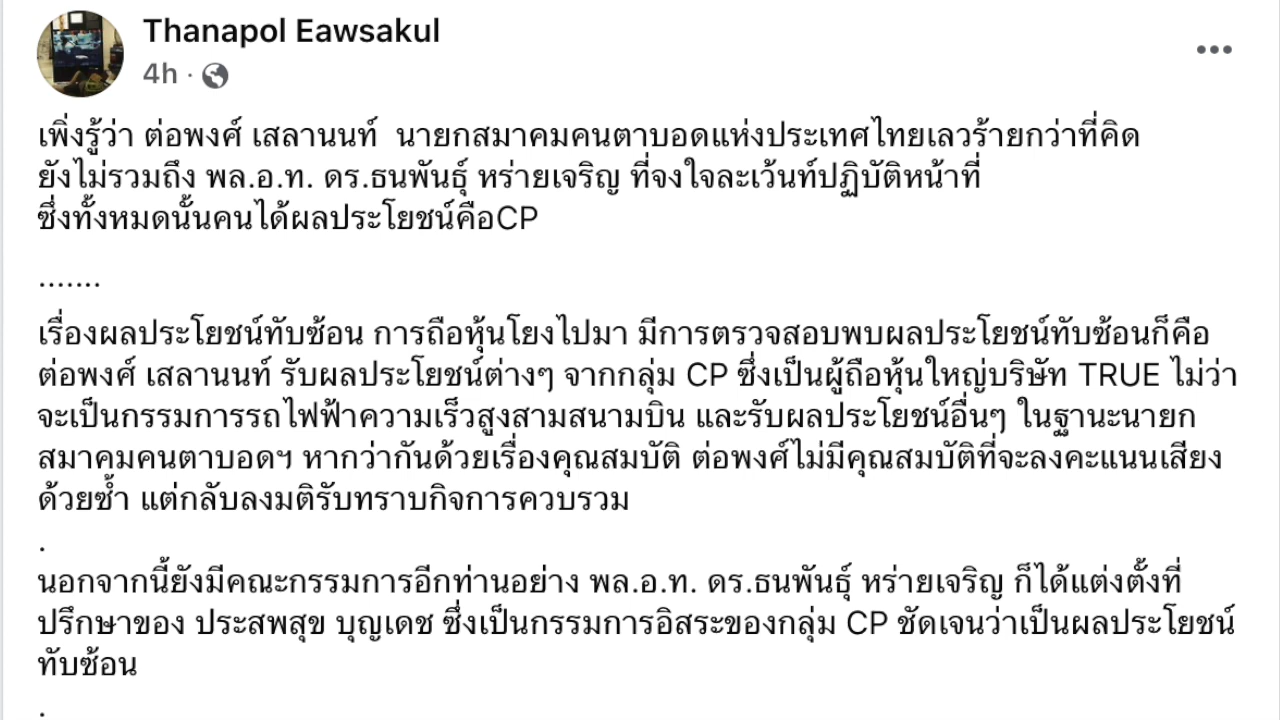 Thanapol Eawsakul
4h ·
เพิ่งรู้ว่า ต่อพงศ์ เสลานนท์ นายกสมาคมคนตาบอดแห่งประเทศไทยเลวร้ายกว่าที่คิด
ยังไม่รวมถึง พล.อ.ท. ดร.ธนพันธุ์ หร่ายเจริญ ที่จงใจละเว้นท์ปฏิบัติหน้าที่
ซึ่งทั้งหมดนั้นคนได้ผลประโยชน์คือCP
.......
เรื่องผลประโยชน์ทับซ้อน การถือหุ้นโยงไปมา มีการตรวจสอบพบผลประโยชน์ทับซ้อนก็คือ
ต่อพงศ์ เสลานนท์ รับผลประโยชน์ต่างๆ จากกลุ่ม CP ซึ่งเป็นผู้ถือหุ้นใหญ่บริษัท TRUE ไม่ว่า
จะเป็นกรรมการรถไฟฟ้าความเร็วสูงสามสนามบิน และรับผลประโยชน์อื่นๆ ในฐานะนายก
สมาคมคนตาบอดฯ หากว่ากันด้วยเรื่องคุณสมบัติ ต่อพงศ์ไม่มีคุณสมบัติที่จะลงคะแนนเสียง
ด้วยซ้ำ แต่กลับลงมติรับทราบกิจการควบรวม
.
นอกจากนี้ยังมีคณะกรรมการอีกท่านอย่าง พล.อ.ท. ดร.ธนพันธุ์ หร่ายเจริญ ก็ได้แต่งตั้งที่
ปรึกษาของ ประสพสุข บุญเดช ซึ่งเป็นกรรมการอิสระของกลุ่ม CP ชัดเจนว่าเป็นผลประโยชน์
ทับซ้อน
.